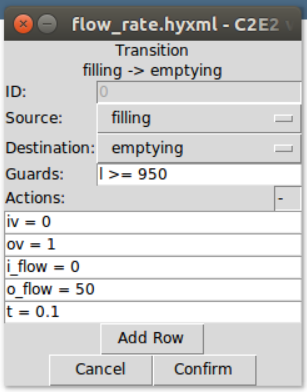 flow_rate.hyxml - C2E2 v
Transition
filling -> emptying
ID: 0
Source: filling
Destination: emptying
Guards: l >= 950
Actions: -
iv = 0
ov = 1
i_flow = 0
o_flow = 50
t = 0.1
Add Row
Cancel Confirm